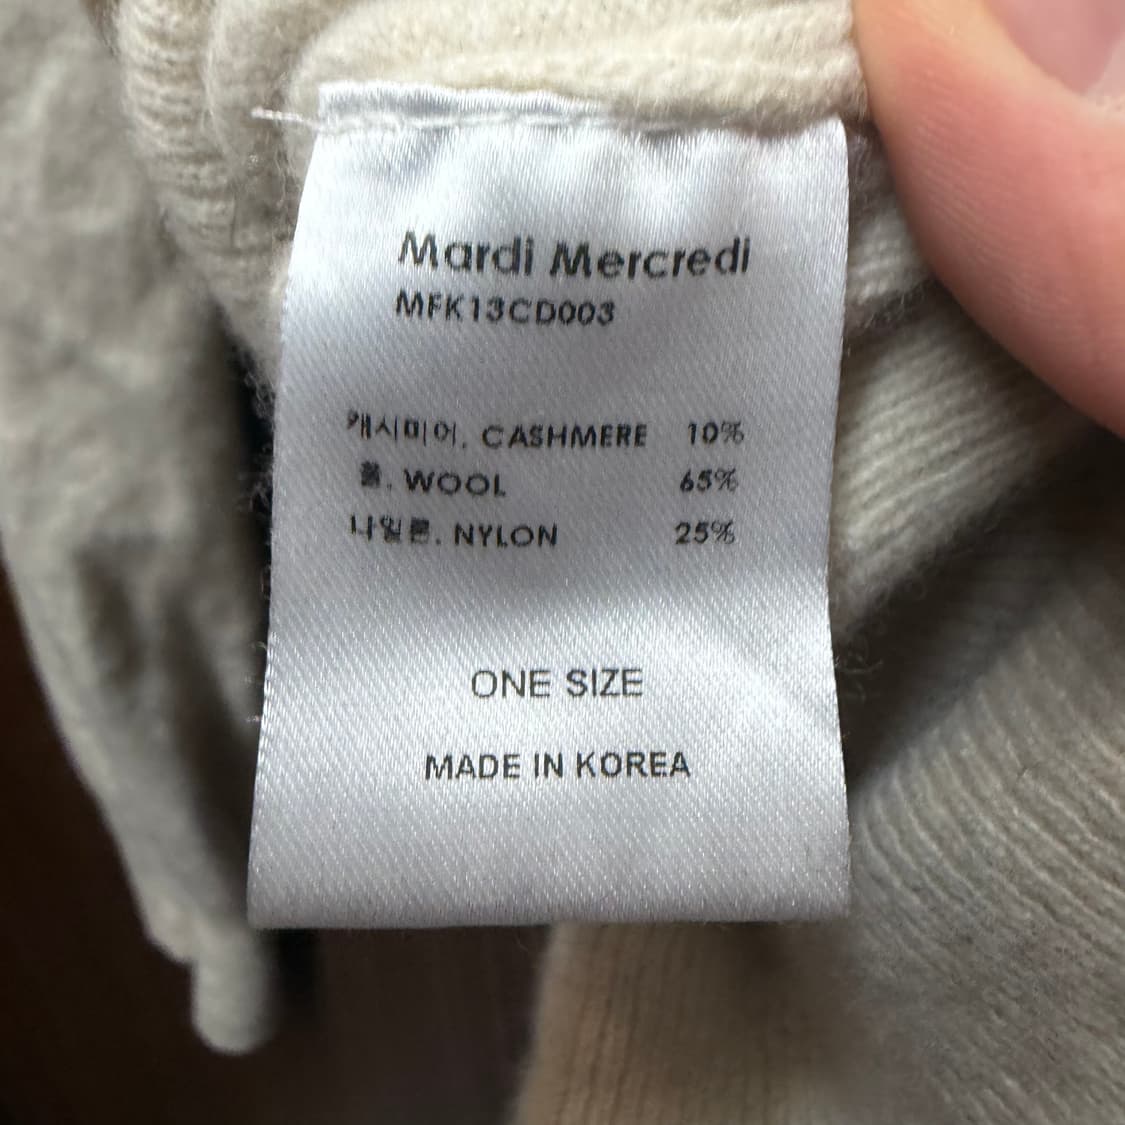 Mardi Mercredi
MFK13CD003
캐시미어. CASHMERE 10%
울. WOOL 65%
나일론. NYLON 25%
ONE SIZE
MADE IN KOREA